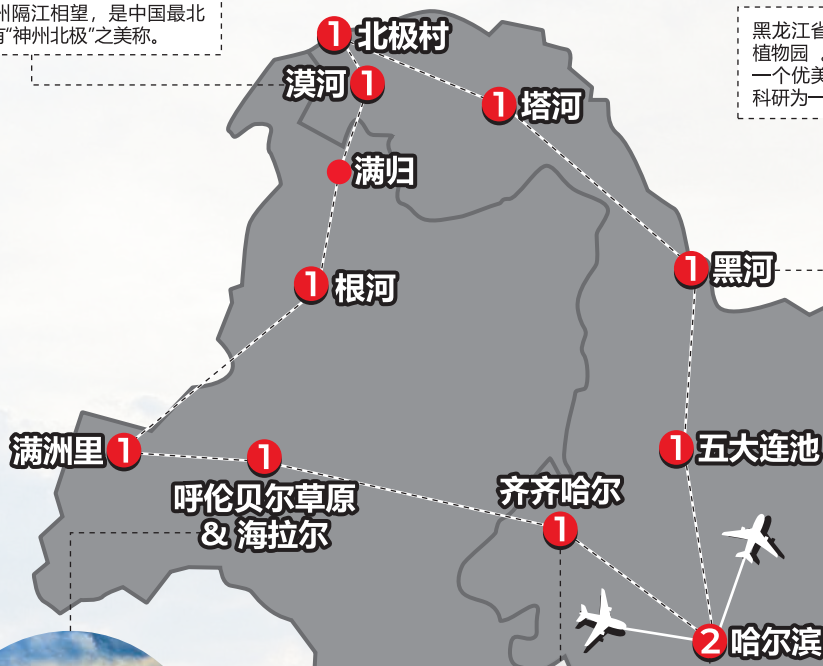 州隔江相望，是中国最北
有“神州北极”之美称。
黑龙江省
植物园
一个优美
科研为一
1 北极村
漠河 1
1 塔河
满归
1 黑河
1 根河
满洲里 1
1
呼伦贝尔草原
& 海拉尔
1 五大连池
齐齐哈尔
1
2 哈尔滨